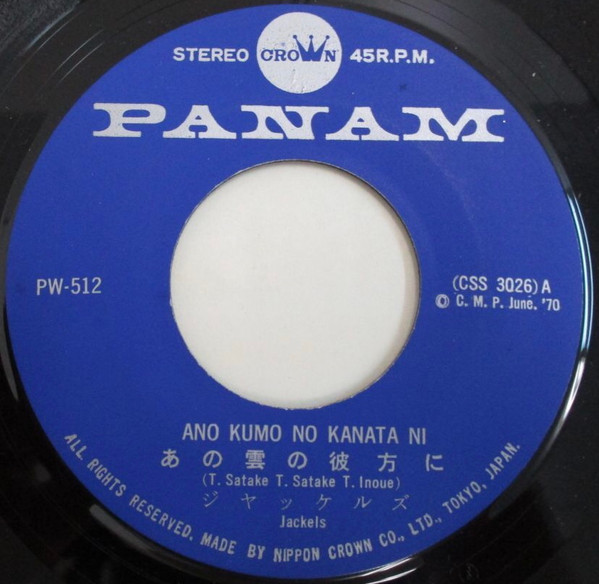 STEREO CROWN 45R.P.M.
PANAM
PW-512
(CSS 3026) A
© C. M. P. June. '70
ANO KUMO NO KANATA NI
あの雲の彼方に
(T. Satake T. Satake T. Inoue)
ジヤッケルズ
Jackels
ALL RIGHTS RESERVED. MADE BY NIPPON CROWN CO., LTD., TOKYO, JAPAN.